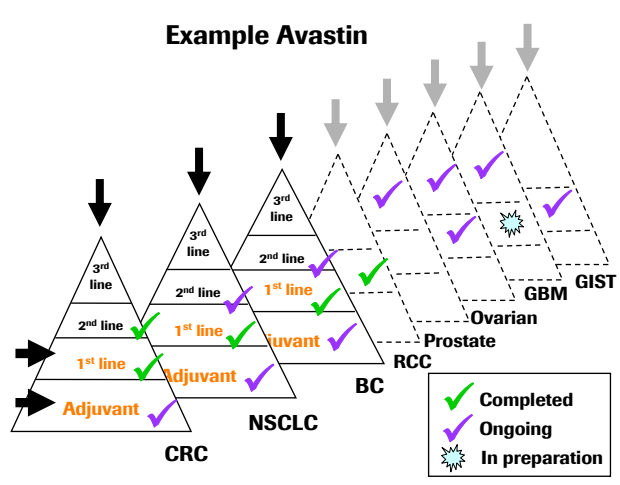 Example Avastin
3rd
line
2nd line
1st line
Adjuvant
CRC
3rd
line
2nd line
1st line
Adjuvant
NSCLC
3rd
line
2nd line
1st line
juvant
BC
RCC
Prostate
Ovarian
GBM
GIST
Completed
Ongoing
In preparation